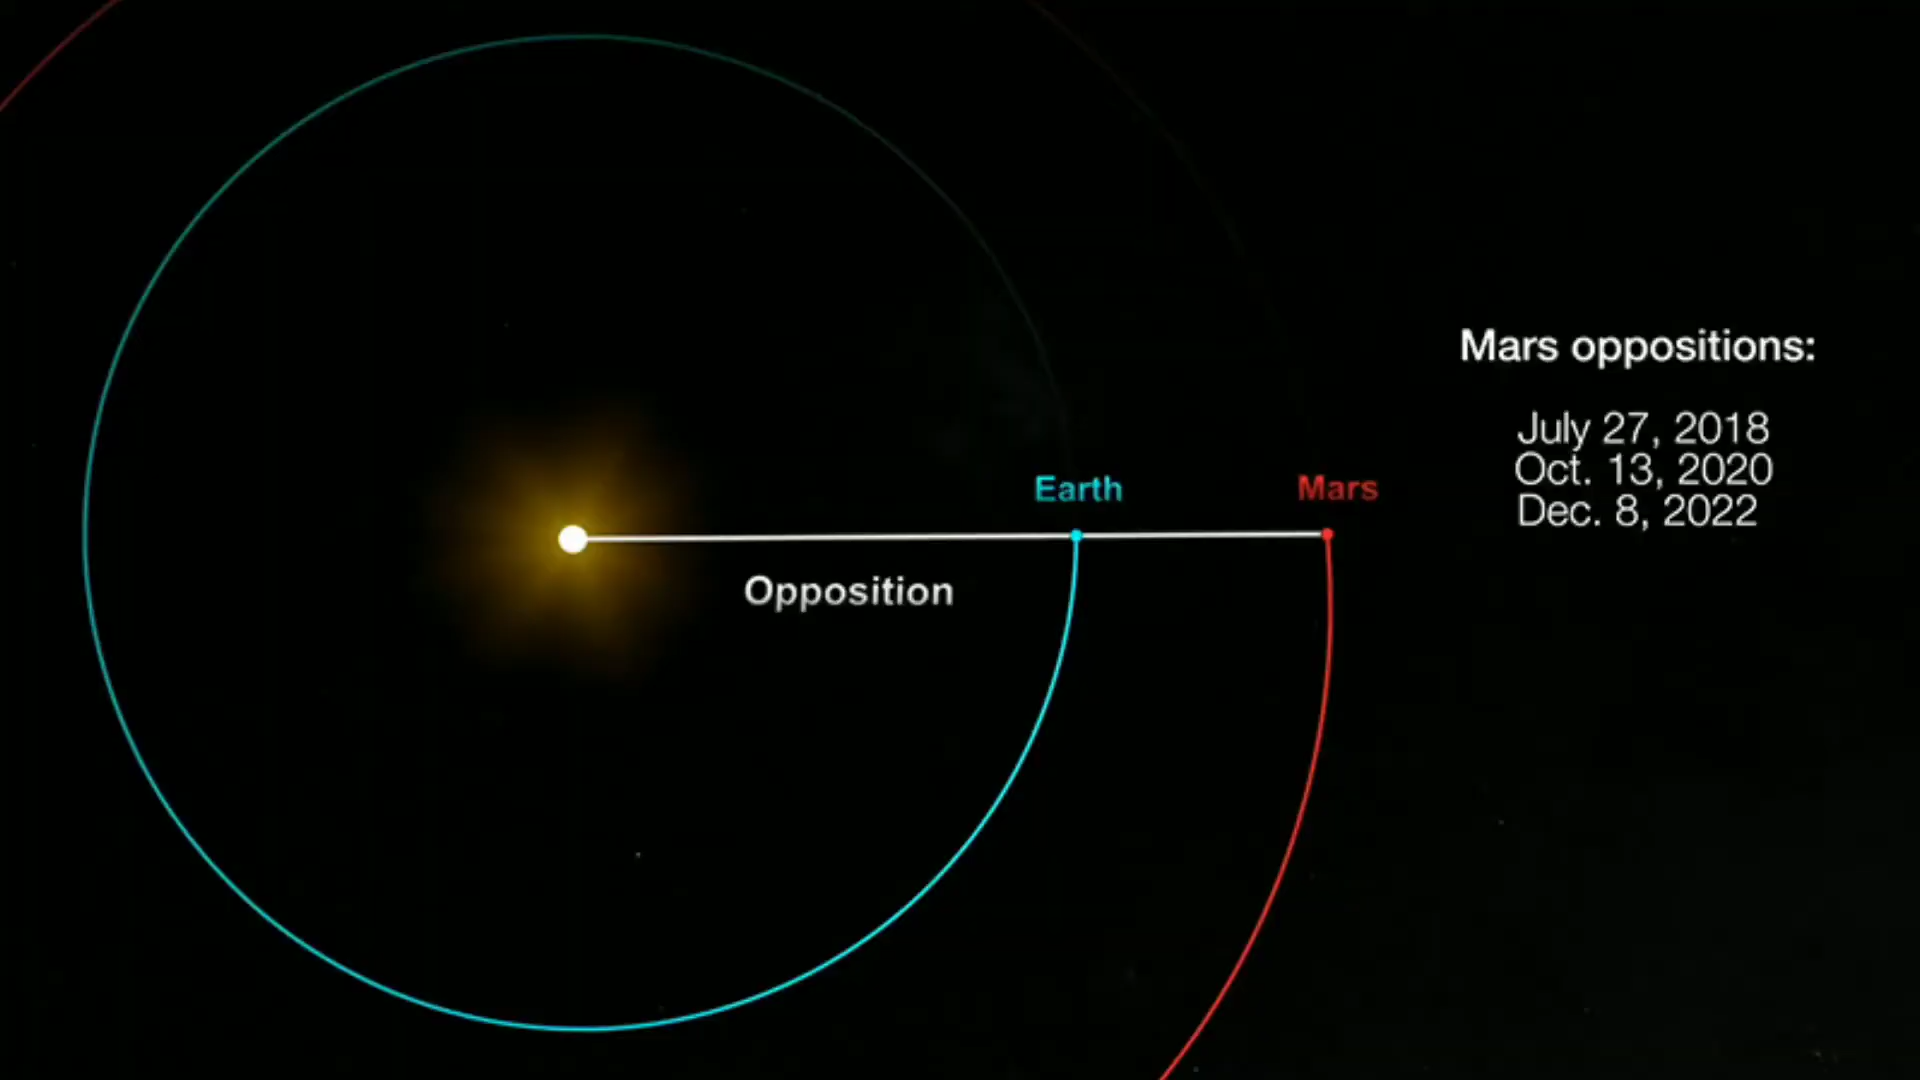 Earth
Mars
Opposition
Mars oppositions:
July 27, 2018
Oct. 13, 2020
Dec. 8, 2022